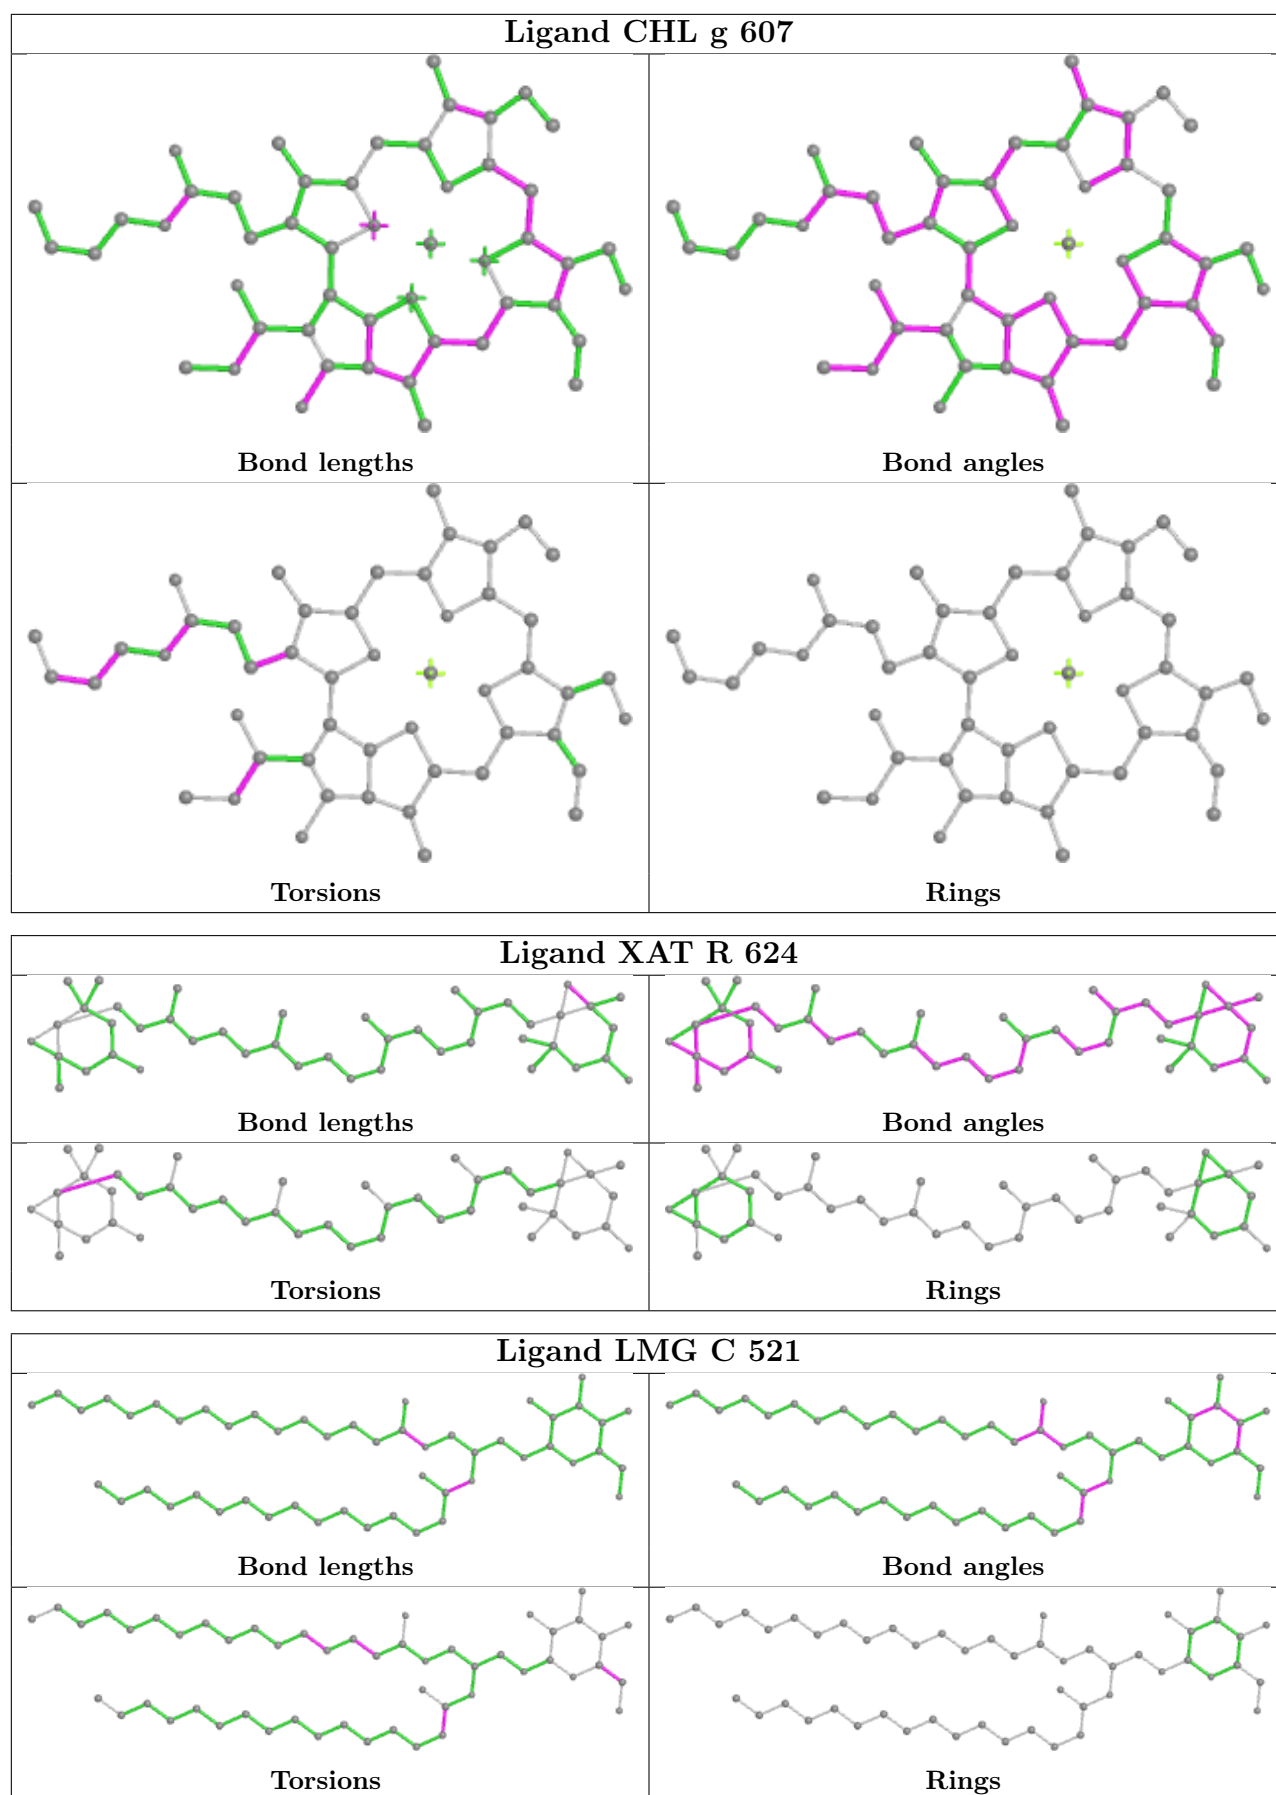 Ligand CHL g 607
Bond lengths
Bond angles
Torsions
Rings
Ligand XAT R 624
Bond lengths
Bond angles
Torsions
Rings
Ligand LMG C 521
Bond lengths
Bond angles
Torsions
Rings